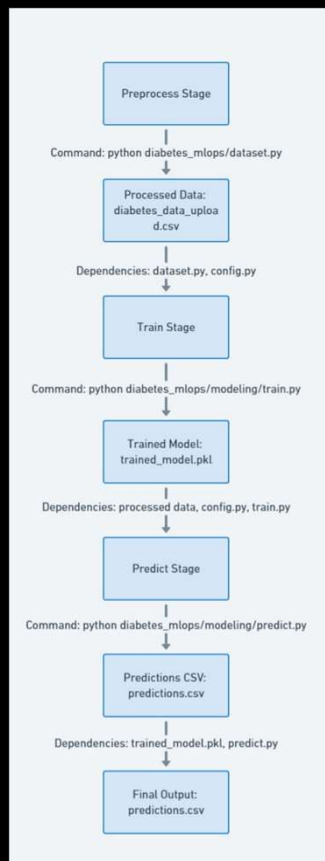 Preprocess Stage
Command: python diabetes_mlops/dataset.py
Processed Data:
diabetes_data_uploa
d.csv
Dependencies: dataset.py, config.py
Train Stage
Command: python diabetes_mlops/modeling/train.py
Trained Model:
trained_model.pkl
Dependencies: processed data, config.py, train.py
Predict Stage
Command: python diabetes_mlops/modeling/predict.py
Predictions CSV:
predictions.csv
Dependencies: trained_model.pkl, predict.py
Final Output:
predictions.csv